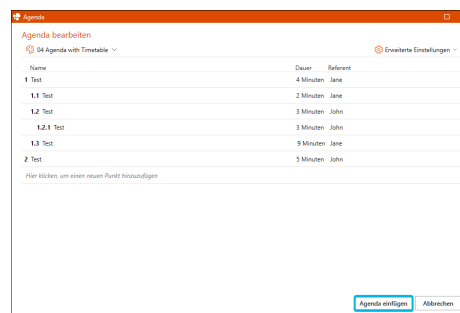 Agenda
Agenda bearbeiten
04 Agenda with Timetable
Erweiterte Einstellungen
Name Dauer Referent
1 Test 4 Minuten Jane
1.1 Test 2 Minuten Jane
1.2 Test 3 Minuten John
1.2.1 Test 3 Minuten John
1.3 Test 9 Minuten Jane
2 Test 5 Minuten John
Hier klicken, um einen neuen Punkt hinzuzufügen
Agenda einfügen Abbrechen